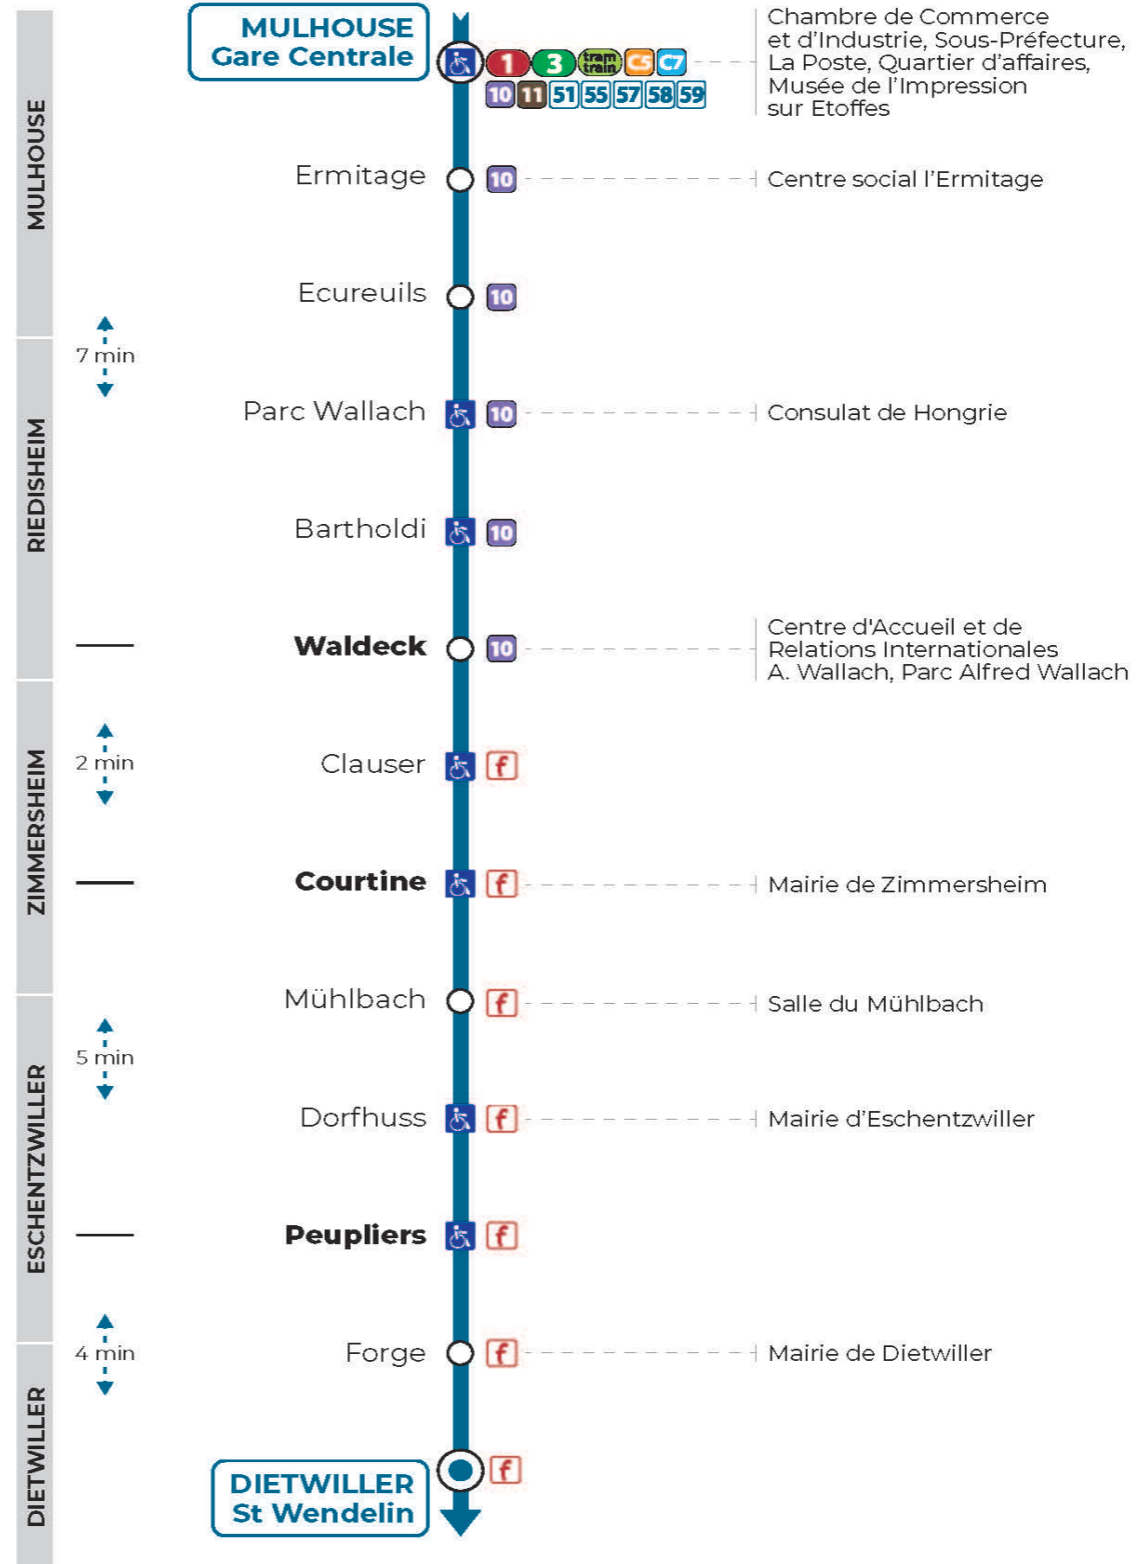 MULHOUSE
Gare Centrale
1 3 tram train C5 C7
10 11 51 55 57 58 59
Chambre de Commerce
et d'Industrie, Sous-Préfecture,
La Poste, Quartier d'affaires,
Musée de l'Impression
sur Etoffes
MULHOUSE
Ermitage 10 Centre social l'Ermitage
Ecureuils 10
7 min
RIEDISHEIM
Parc Wallach 10 Consulat de Hongrie
Bartholdi 10
Waldeck 10
Centre d'Accueil et de
Relations Internationales
A. Wallach, Parc Alfred Wallach
ZIMMERSHEIM
2 min
Clauser f
Courtine f Mairie de Zimmersheim
Mühlbach f Salle du Mühlbach
ESCHENTZWILLER
5 min
Dorfhuss f Mairie d'Eschentzwiller
Peupliers f
4 min
Forge f Mairie de Dietwiller
DIETWILLER
f
DIETWILLER
St Wendelin